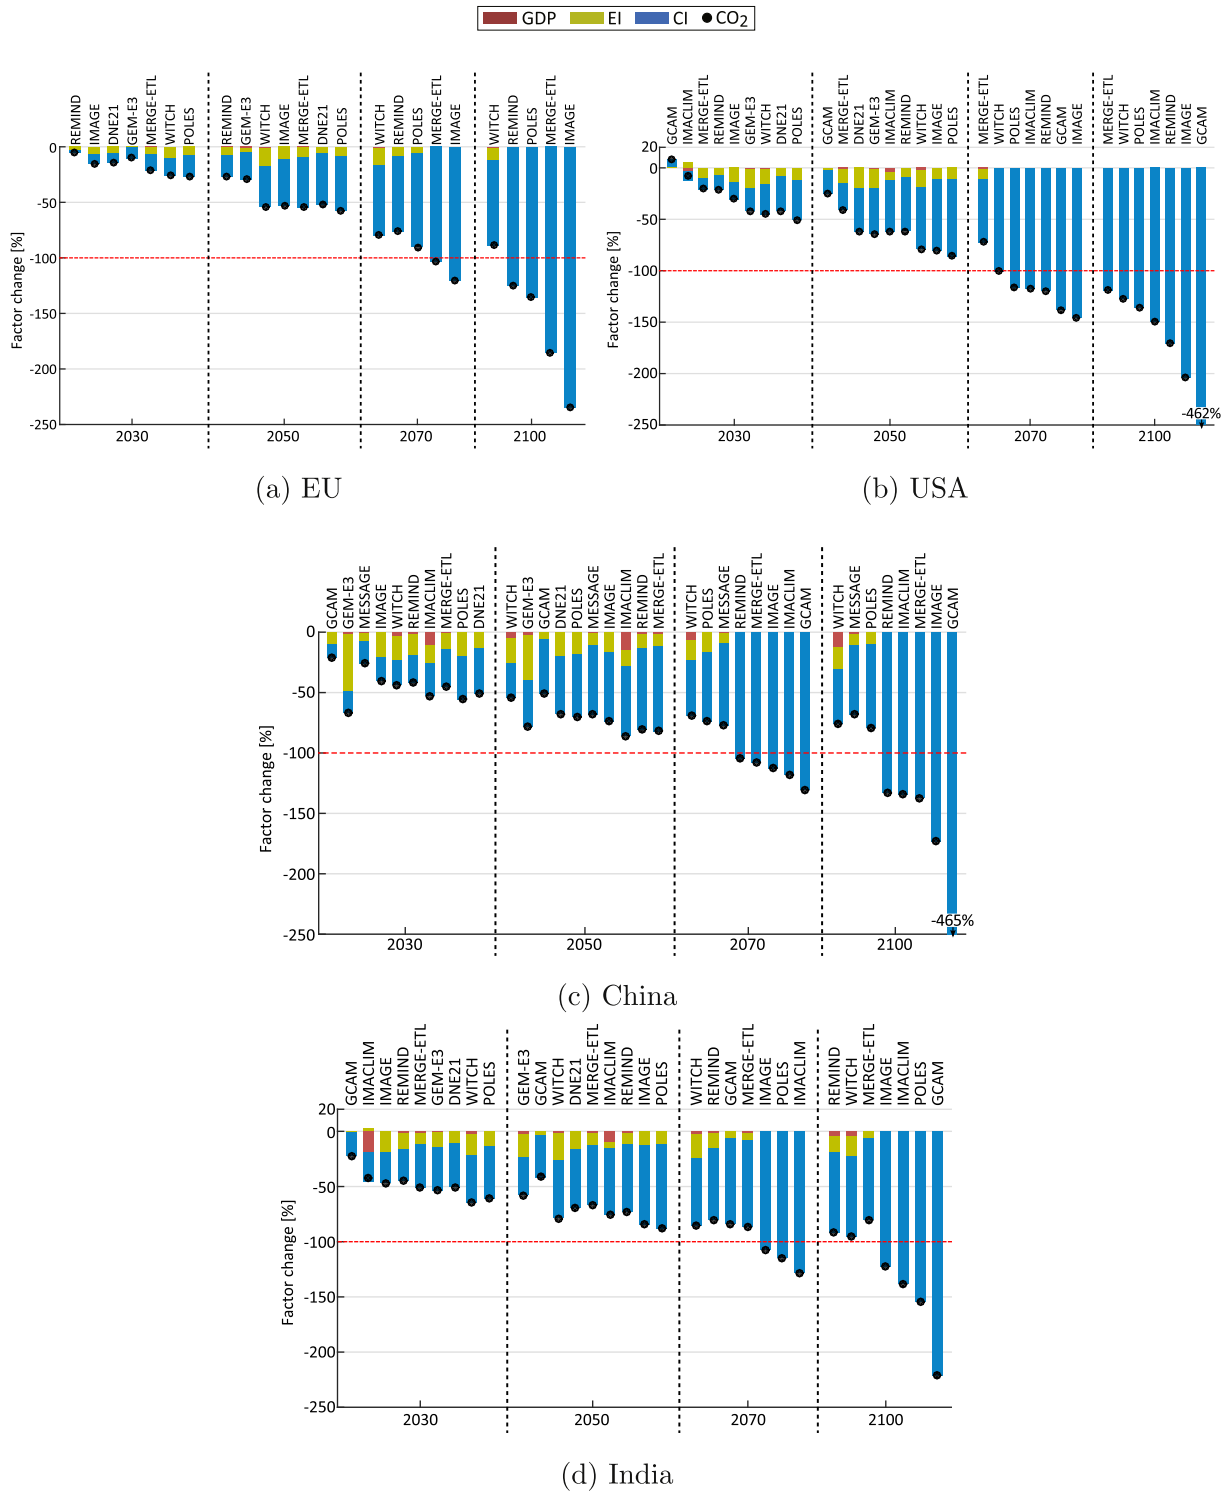 GDP EI CI CO₂
REMIND IMAGE DNE21 GEM-E3 MERGE-ETL WITCH POLES REMIND GEM-E3 WITCH IMAGE MERGE-ETL DNE21 POLES WITCH REMIND POLES MERGE-ETL IMAGE WITCH REMIND POLES MERGE-ETL IMAGE
Factor change [%]
0
-50
-100
-150
-200
-250
2030 2050 2070 2100
(a) EU
GCAM IMACLIM MERGE-ETL REMIND IMAGE GEM-E3 WITCH DNE21 POLES GCAM MERGE-ETL DNE21 GEM-E3 IMACLIM REMIND WITCH IMAGE POLES MERGE-ETL WITCH POLES IMACLIM REMIND GCAM IMAGE MERGE-ETL WITCH POLES IMACLIM REMIND IMAGE GCAM
Factor change [%]
20
0
-50
-100
-150
-200
-250
-462%
2030 2050 2070 2100
(b) USA
GCAM GEM-E3 MESSAGE IMAGE WITCH REMIND IMACLIM MERGE-ETL POLES DNE21 WITCH GEM-E3 GCAM DNE21 POLES MESSAGE IMAGE IMACLIM REMIND MERGE-ETL WITCH POLES MESSAGE REMIND MERGE-ETL IMAGE IMACLIM GCAM WITCH MESSAGE POLES REMIND IMACLIM MERGE-ETL IMAGE GCAM
Factor change [%]
0
-50
-100
-150
-200
-250
-465%
2030 2050 2070 2100
(c) China
GCAM IMACLIM IMAGE REMIND MERGE-ETL GEM-E3 DNE21 WITCH POLES GEM-E3 GCAM WITCH DNE21 MERGE-ETL IMACLIM REMIND IMAGE POLES WITCH REMIND GCAM MERGE-ETL IMAGE POLES IMACLIM REMIND WITCH MERGE-ETL IMAGE IMACLIM POLES GCAM
Factor change [%]
20
0
-50
-100
-150
-200
-250
2030 2050 2070 2100
(d) India